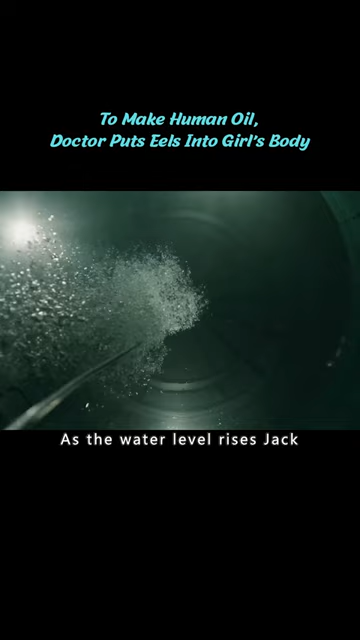 To Make Human Oil,
Doctor Puts Eels Into Girl's Body
As the water level rises Jack